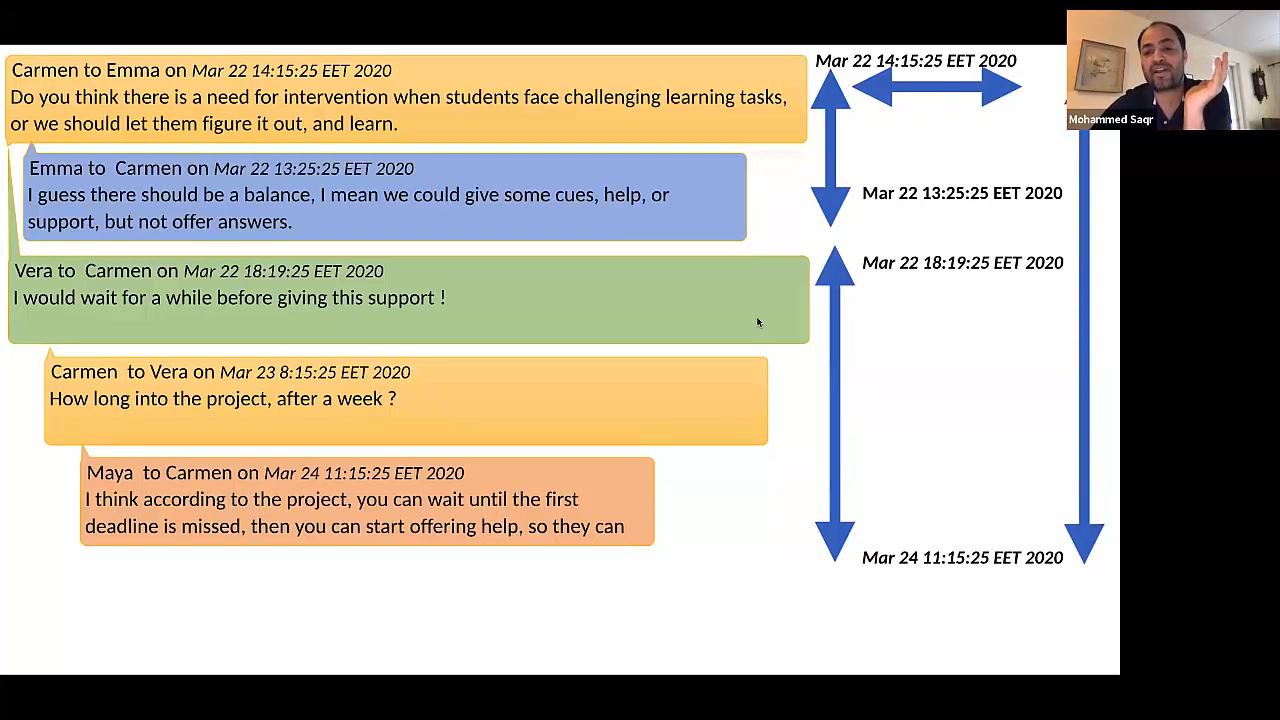 Carmen to Emma on Mar 22 14:15:25 EET 2020
Do you think there is a need for intervention when students face challenging learning tasks,
or we should let them figure it out, and learn.
Emma to Carmen on Mar 22 13:25:25 EET 2020
I guess there should be a balance, I mean we could give some cues, help, or
support, but not offer answers.
Vera to Carmen on Mar 22 18:19:25 EET 2020
I would wait for a while before giving this support !
Carmen to Vera on Mar 23 8:15:25 EET 2020
How long into the project, after a week ?
Maya to Carmen on Mar 24 11:15:25 EET 2020
I think according to the project, you can wait until the first
deadline is missed, then you can start offering help, so they can
Mar 22 14:15:25 EET 2020
Mar 22 13:25:25 EET 2020
Mar 22 18:19:25 EET 2020
Mar 24 11:15:25 EET 2020
Mohammed Saqr